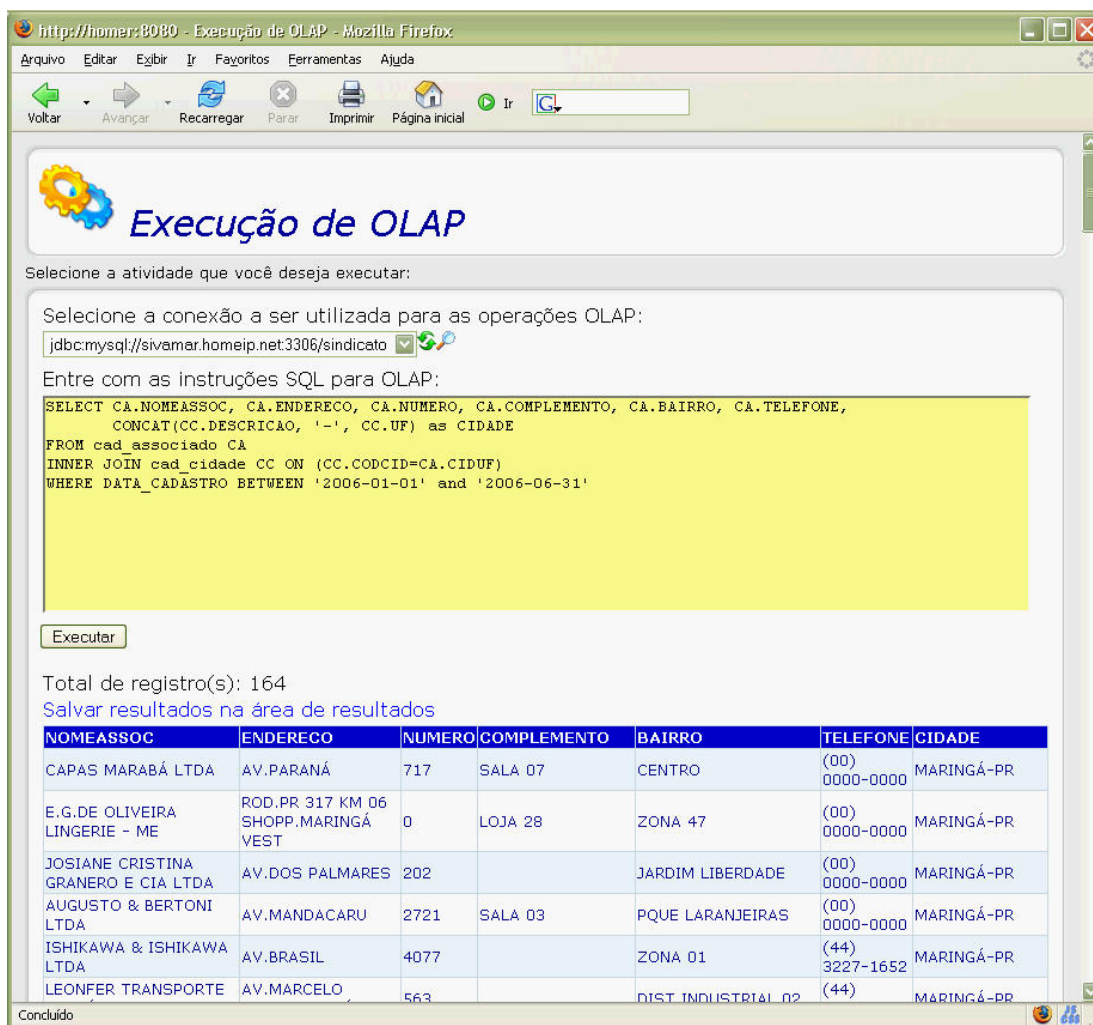 http://homer:8080 - Execução de OLAP - Mozilla Firefox
Arquivo Editar Exibir Ir Favoritos Ferramentas Ajuda
Voltar Avançar Recarregar Parar Imprimir Página inicial Ir G
Execução de OLAP
Selecione a atividade que você deseja executar:
Selecione a conexão a ser utilizada para as operações OLAP:
jdbc:mysql://sivamar.homeip.net:3306/sindicato
Entre com as instruções SQL para OLAP:
SELECT CA.NOMEASSOC, CA.ENDERECO, CA.NUMERO, CA.COMPLEMENTO, CA.BAIRRO, CA.TELEFONE,
CONCAT(CC.DESCRICAO, '-', CC.UF) as CIDADE
FROM cad_associado CA
INNER JOIN cad_cidade CC ON (CC.CODCID=CA.CIDUF)
WHERE DATA_CADASTRO BETWEEN '2006-01-01' and '2006-06-31'
Executar
Total de registro(s): 164
Salvar resultados na área de resultados
NOMEASSOC ENDERECO NUMERO COMPLEMENTO BAIRRO TELEFONE CIDADE
CAPAS MARABÁ LTDA AV.PARANÁ 717 SALA 07 CENTRO (00) 0000-0000 MARINGÁ-PR
E.G.DE OLIVEIRA LINGERIE - ME ROD.PR 317 KM 06 SHOPP.MARINGÁ VEST 0 LOJA 28 ZONA 47 (00) 0000-0000 MARINGÁ-PR
JOSIANE CRISTINA GRANERO E CIA LTDA AV.DOS PALMARES 202 JARDIM LIBERDADE (00) 0000-0000 MARINGÁ-PR
AUGUSTO & BERTONI LTDA AV.MANDACARU 2721 SALA 03 PQUE LARANJEIRAS (00) 0000-0000 MARINGÁ-PR
ISHIKAWA & ISHIKAWA LTDA AV.BRASIL 4077 ZONA 01 (44) 3227-1652 MARINGÁ-PR
LEONFER TRANSPORTE AV.MARCELO 563 DIST INDUSTRIAL 02 (44) MARINGÁ-PR
Concluído